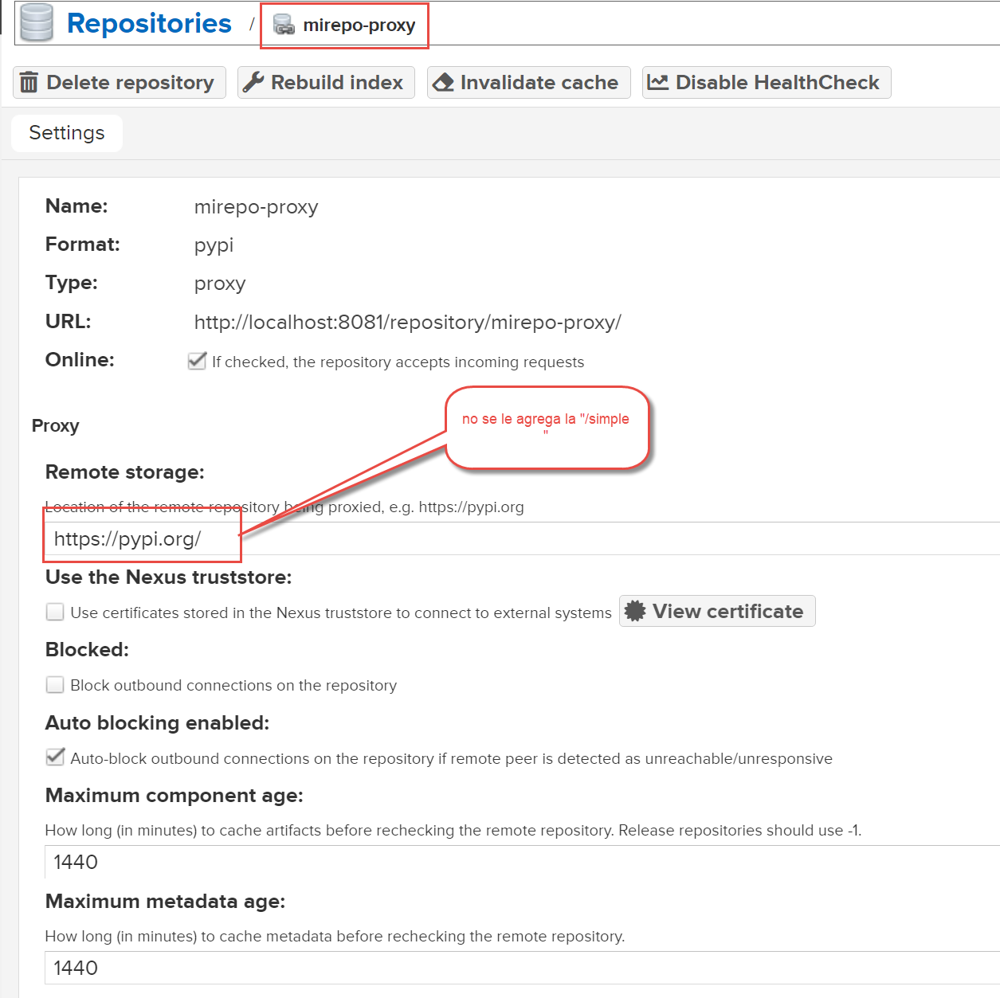 Repositories / mirepo-proxy
Delete repository Rebuild index Invalidate cache Disable HealthCheck
Settings
Name: mirepo-proxy
Format: pypi
Type: proxy
URL: http://localhost:8081/repository/mirepo-proxy/
Online: If checked, the repository accepts incoming requests
Proxy
no se le agrega la "/simple
"
Remote storage:
Location of the remote repository being proxied, e.g. https://pypi.org
https://pypi.org/
Use the Nexus truststore:
Use certificates stored in the Nexus truststore to connect to external systems View certificate
Blocked:
Block outbound connections on the repository
Auto blocking enabled:
Auto-block outbound connections on the repository if remote peer is detected as unreachable/unresponsive
Maximum component age:
How long (in minutes) to cache artifacts before rechecking the remote repository. Release repositories should use -1.
1440
Maximum metadata age:
How long (in minutes) to cache metadata before rechecking the remote repository.
1440